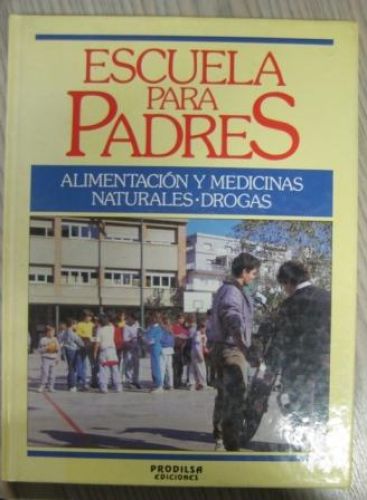 ESCUELA
PARA
PADRES
ALIMENTACIÓN Y MEDICINAS
NATURALES·DROGAS
PRODILSA
EDICIONES